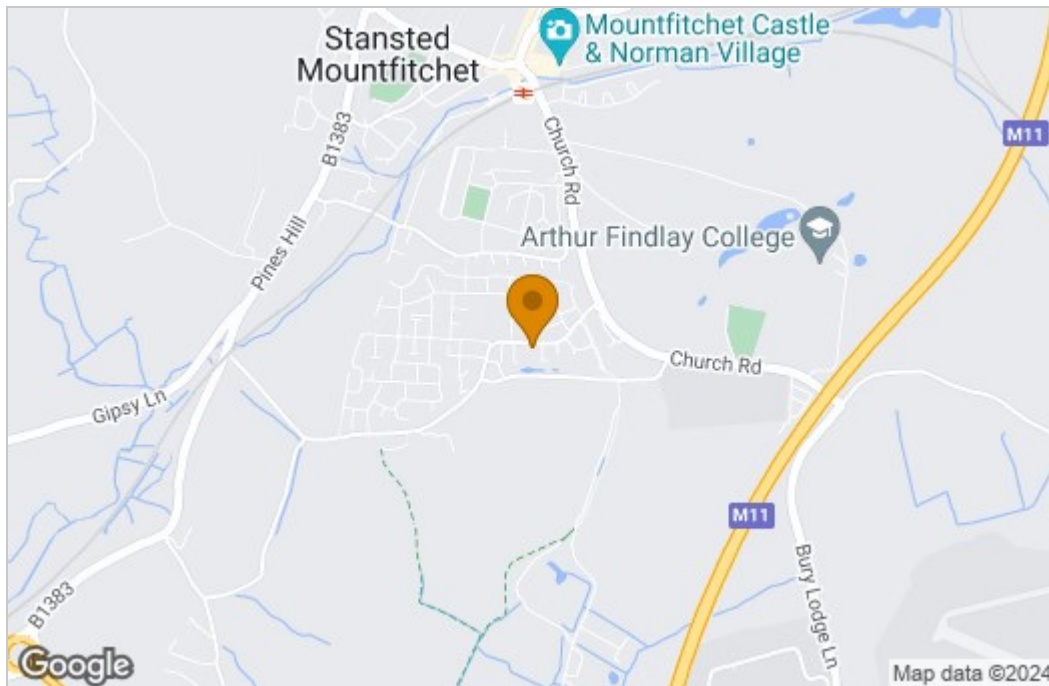 Stansted
Mountfitchet
Mountfitchet Castle
& Norman Village
M11
B1383
Church Rd
Arthur Findlay College
Pines Hill
Church Rd
Gipsy Ln
M11
Bury Lodge Ln
B1383
Google
Map data ©2024